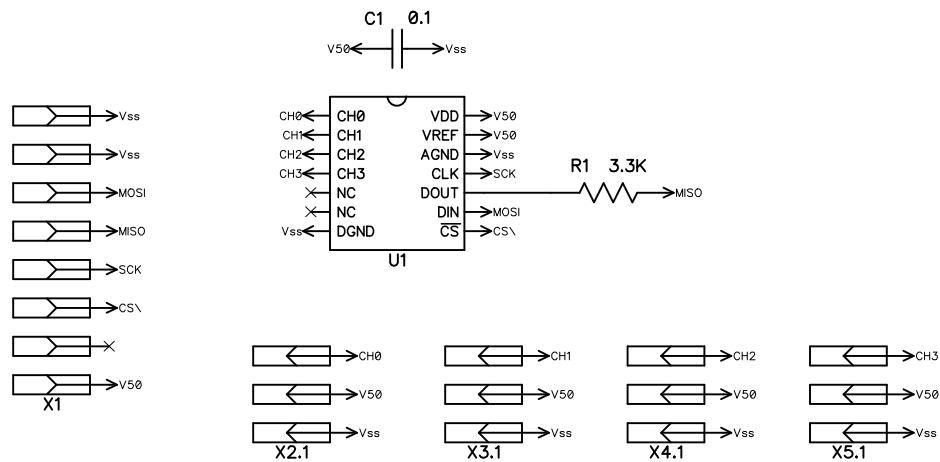 C1 0.1
V50 Vss
Vss
Vss
MOSI
MISO
SCK
CS\
V50
X1
CH0 CH0 VDD V50
CH1 CH1 VREF V50
CH2 CH2 AGND Vss
CH3 CH3 CLK SCK
NC DOUT
NC DIN MOSI
Vss DGND CS CS\
U1
R1 3.3K
MISO
CH0
V50
Vss
X2.1
CH1
V50
Vss
X3.1
CH2
V50
Vss
X4.1
CH3
V50
Vss
X5.1